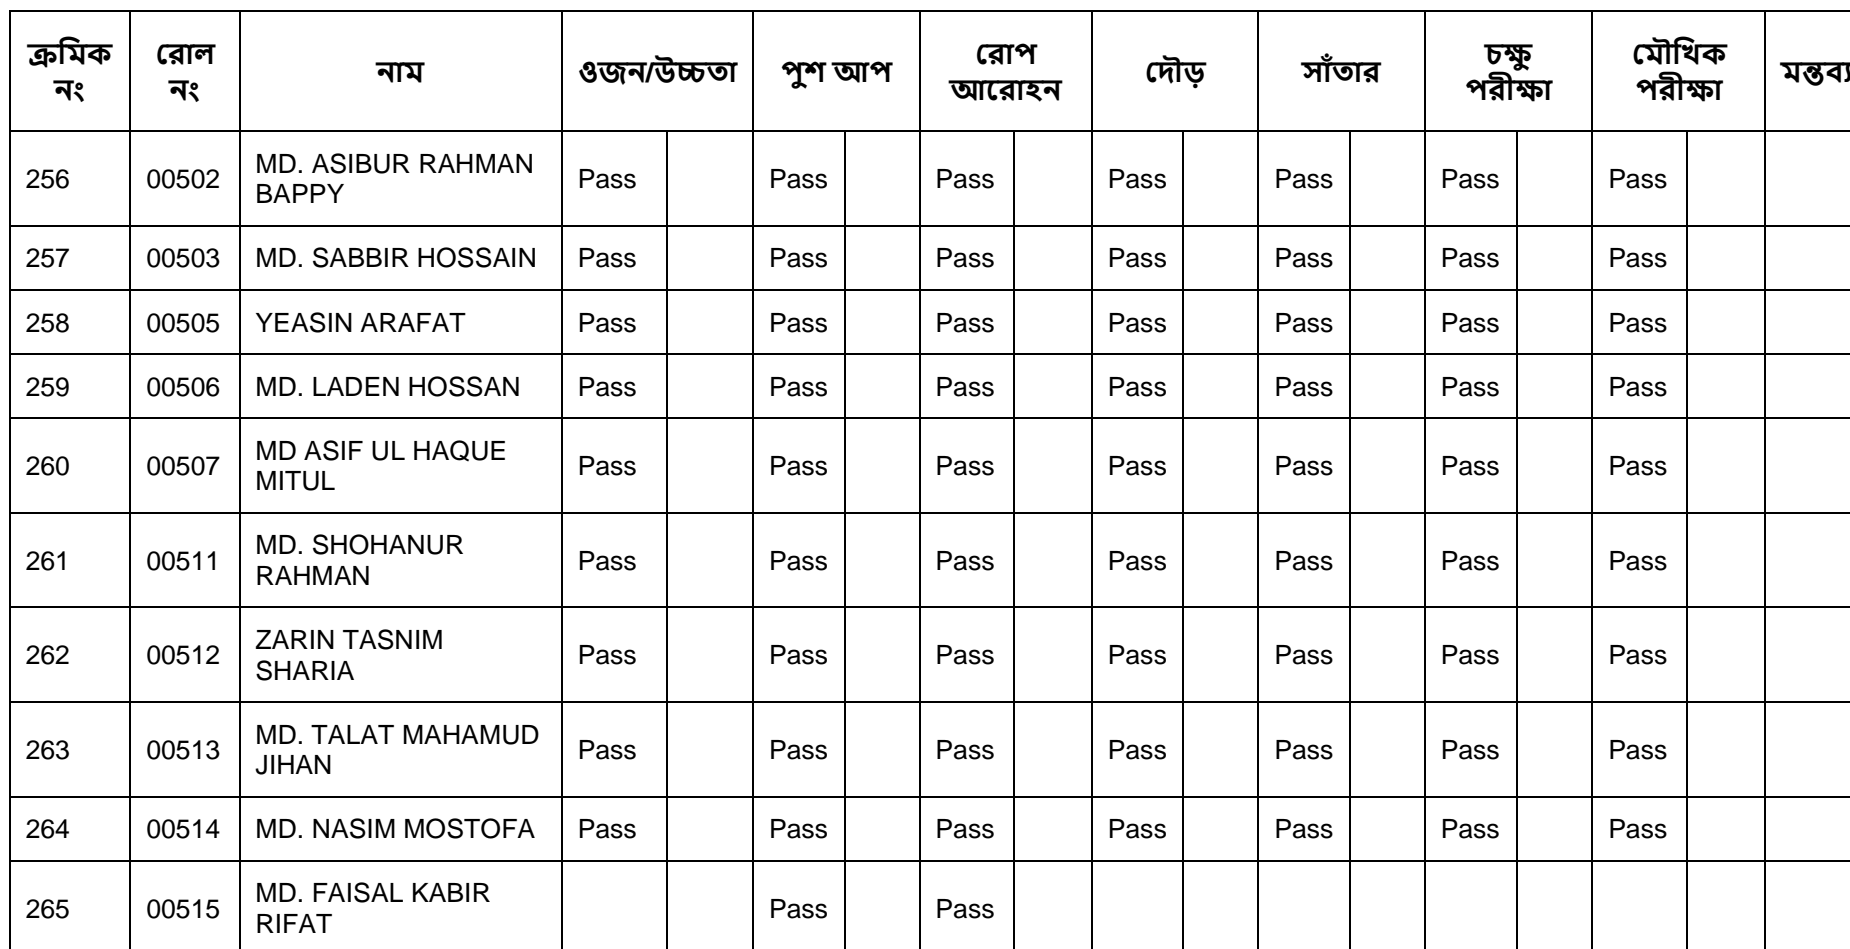 ক্রমিক নং রোল নং নাম ওজন/উচ্চতা পুশ আপ রোপ আরোহন দৌড় সাঁতার চক্ষু পরীক্ষা মৌখিক পরীক্ষা মন্তব্য
256 00502 MD. ASIBUR RAHMAN BAPPY Pass Pass Pass Pass Pass Pass Pass
257 00503 MD. SABBIR HOSSAIN Pass Pass Pass Pass Pass Pass Pass
258 00505 YEASIN ARAFAT Pass Pass Pass Pass Pass Pass Pass
259 00506 MD. LADEN HOSSAN Pass Pass Pass Pass Pass Pass Pass
260 00507 MD ASIF UL HAQUE MITUL Pass Pass Pass Pass Pass Pass Pass
261 00511 MD. SHOHANUR RAHMAN Pass Pass Pass Pass Pass Pass Pass
262 00512 ZARIN TASNIM SHARIA Pass Pass Pass Pass Pass Pass Pass
263 00513 MD. TALAT MAHAMUD JIHAN Pass Pass Pass Pass Pass Pass Pass
264 00514 MD. NASIM MOSTOFA Pass Pass Pass Pass Pass Pass Pass
265 00515 MD. FAISAL KABIR RIFAT Pass Pass